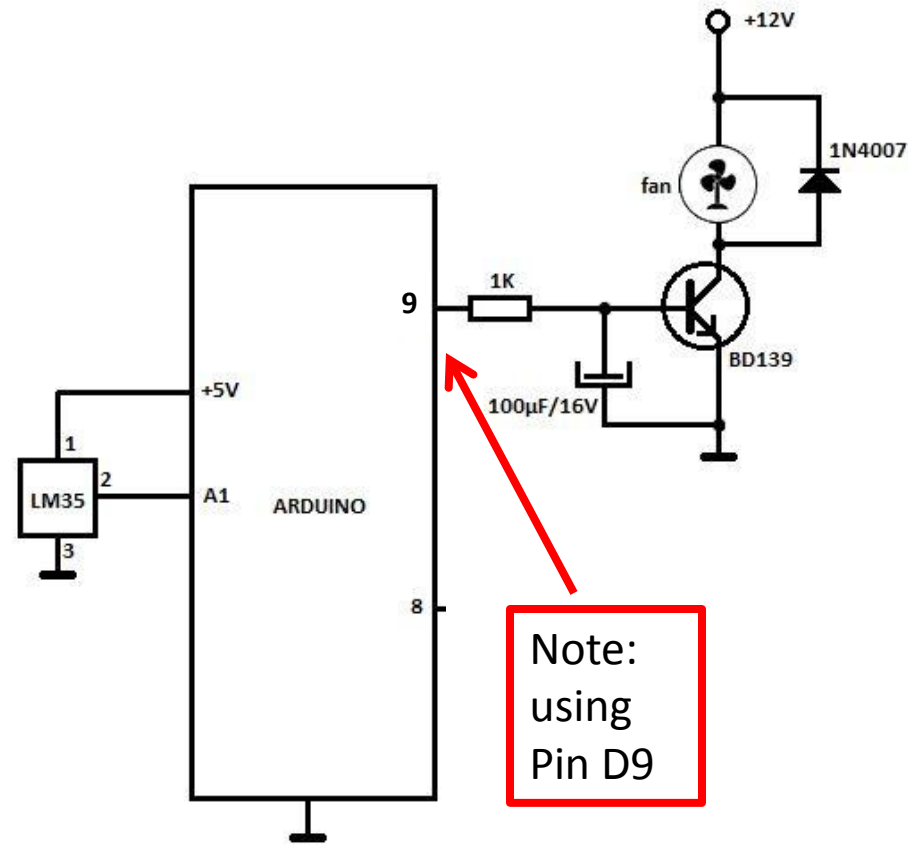 +12V
1N4007
fan
9
1K
BD139
+5V
100µF/16V
1
2
LM35
A1
ARDUINO
3
8
Note:
using
Pin D9